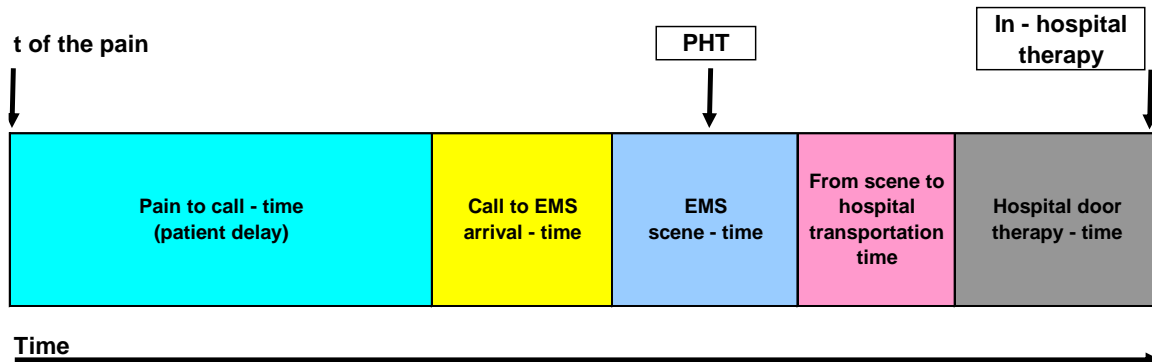 t of the pain
PHT
In - hospital
therapy
Pain to call - time
(patient delay)
Call to EMS
arrival - time
EMS
scene - time
From scene to
hospital
transportation
time
Hospital door
therapy - time
Time